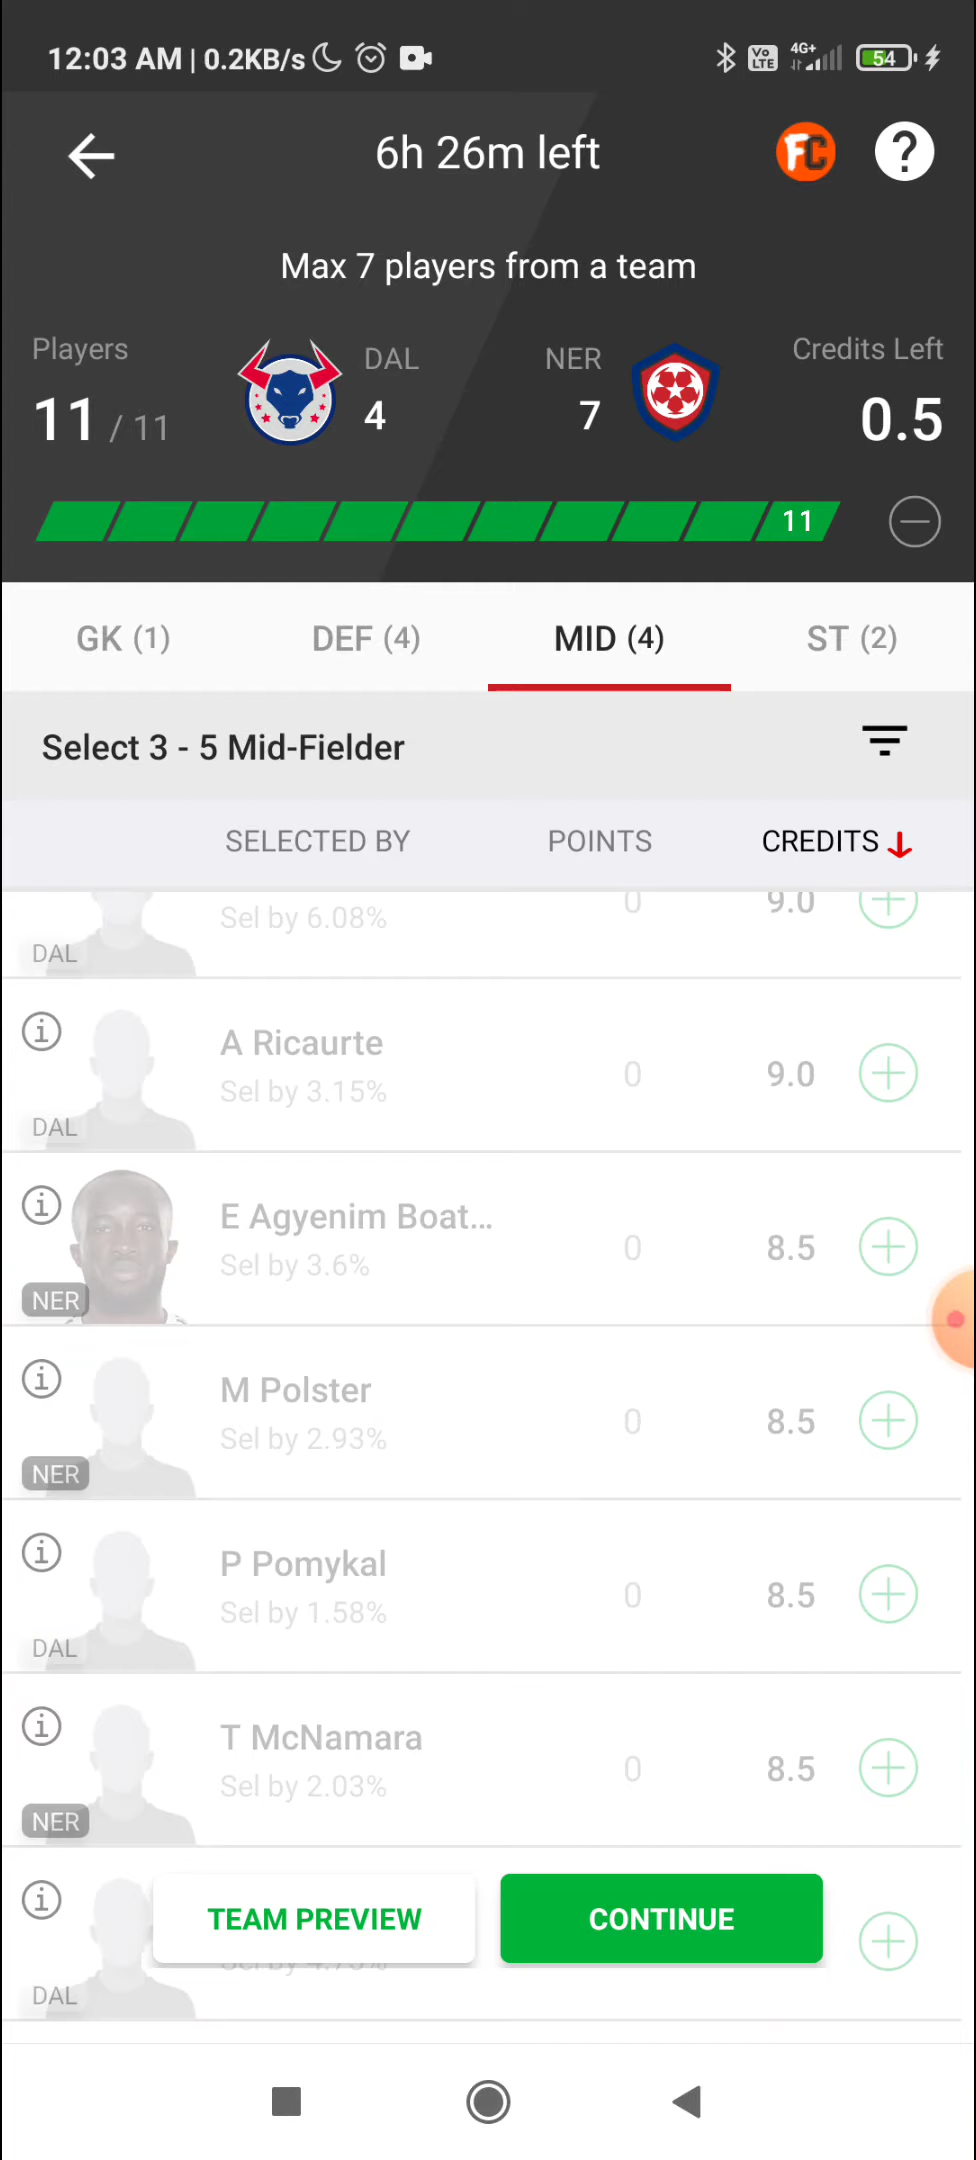 12:03 AM | 0.2KB/s
Vo LTE 4G+ 54
6h 26m left
FC ?
Max 7 players from a team
Players DAL NER Credits Left
11 / 11 4 7 0.5
11
GK (1) DEF (4) MID (4) ST (2)
Select 3 - 5 Mid-Fielder
SELECTED BY POINTS CREDITS
Sel by 6.08% 0 9.0
DAL
A Ricaurte
Sel by 3.15% 0 9.0
DAL
E Agyenim Boat...
Sel by 3.6% 0 8.5
NER
M Polster
Sel by 2.93% 0 8.5
NER
P Pomykal
Sel by 1.58% 0 8.5
DAL
T McNamara
Sel by 2.03% 0 8.5
NER
TEAM PREVIEW CONTINUE
DAL